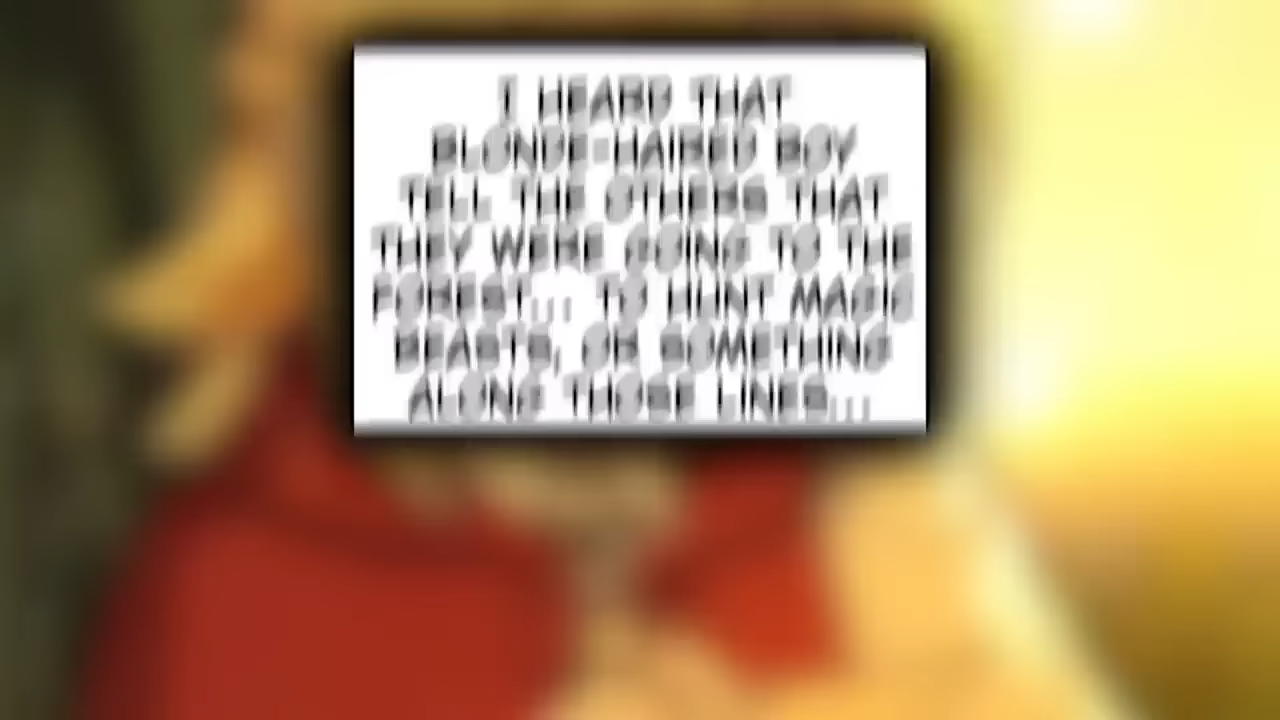 I HEARD THAT
BLONDE-HAIRED BOY
TELL THE OTHERS THAT
THEY WERE GOING TO THE
FOREST... TO HUNT MAGIC
BEASTS, OR SOMETHING
ALONG THOSE LINES...